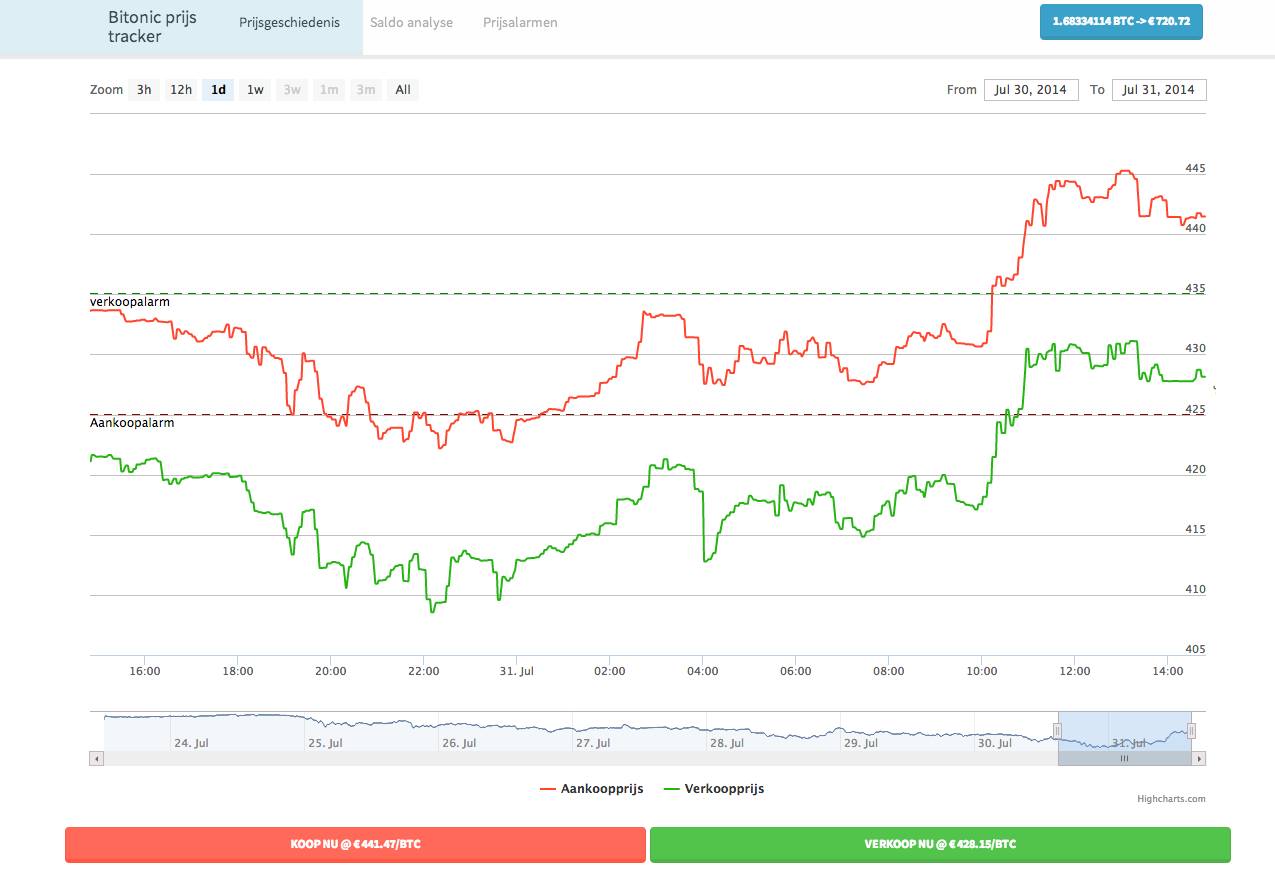 Bitonic prijs
tracker
Prijsgeschiedenis Saldo analyse Prijsalarmen
1.68334114 BTC -> € 720.72
Zoom 3h 12h 1d 1w 3w 1m 3m All
From Jul 30, 2014 To Jul 31, 2014
445
440
435
verkoopalarm
430
425
Aankoopalarm
420
415
410
405
16:00 18:00 20:00 22:00 31. Jul 02:00 04:00 06:00 08:00 10:00 12:00 14:00
24. Jul 25. Jul 26. Jul 27. Jul 28. Jul 29. Jul 30. Jul 31. Jul
Aankoopprijs Verkoopprijs
Highcharts.com
KOOP NU @ € 441.47/BTC VERKOOP NU @ € 428.15/BTC